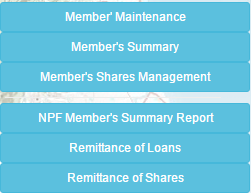 Member' Maintenance
Member's Summary
Member's Shares Management
NPF Member's Summary Report
Remittance of Loans
Remittance of Shares